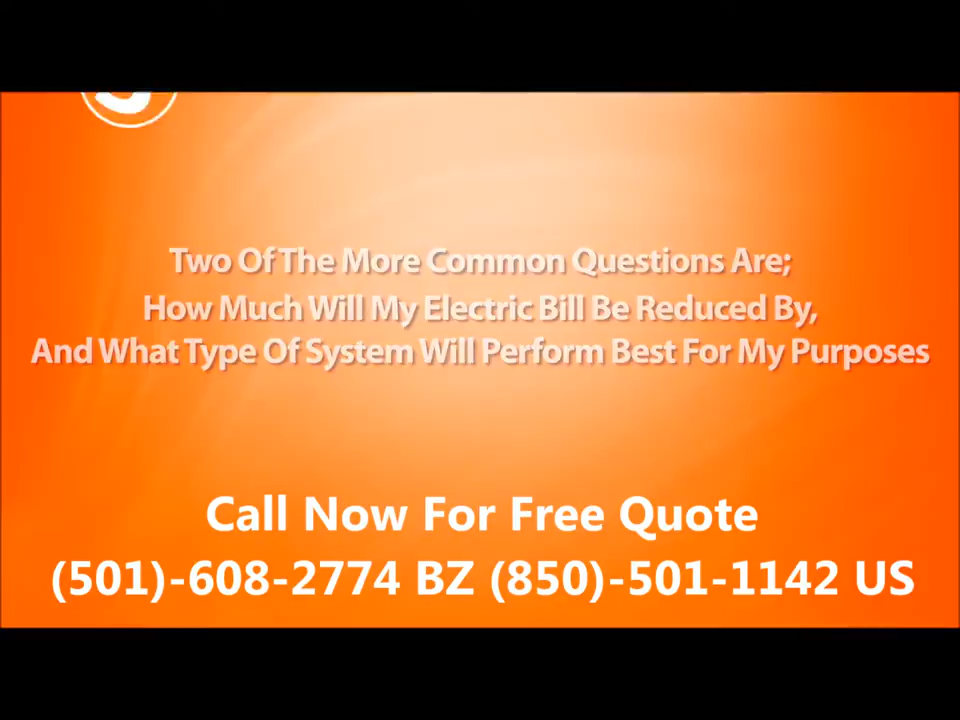 Two Of The More Common Questions Are;
How Much Will My Electric Bill Be Reduced By,
And What Type Of System Will Perform Best For My Purposes
Call Now For Free Quote
(501)-608-2774 BZ (850)-501-1142 US